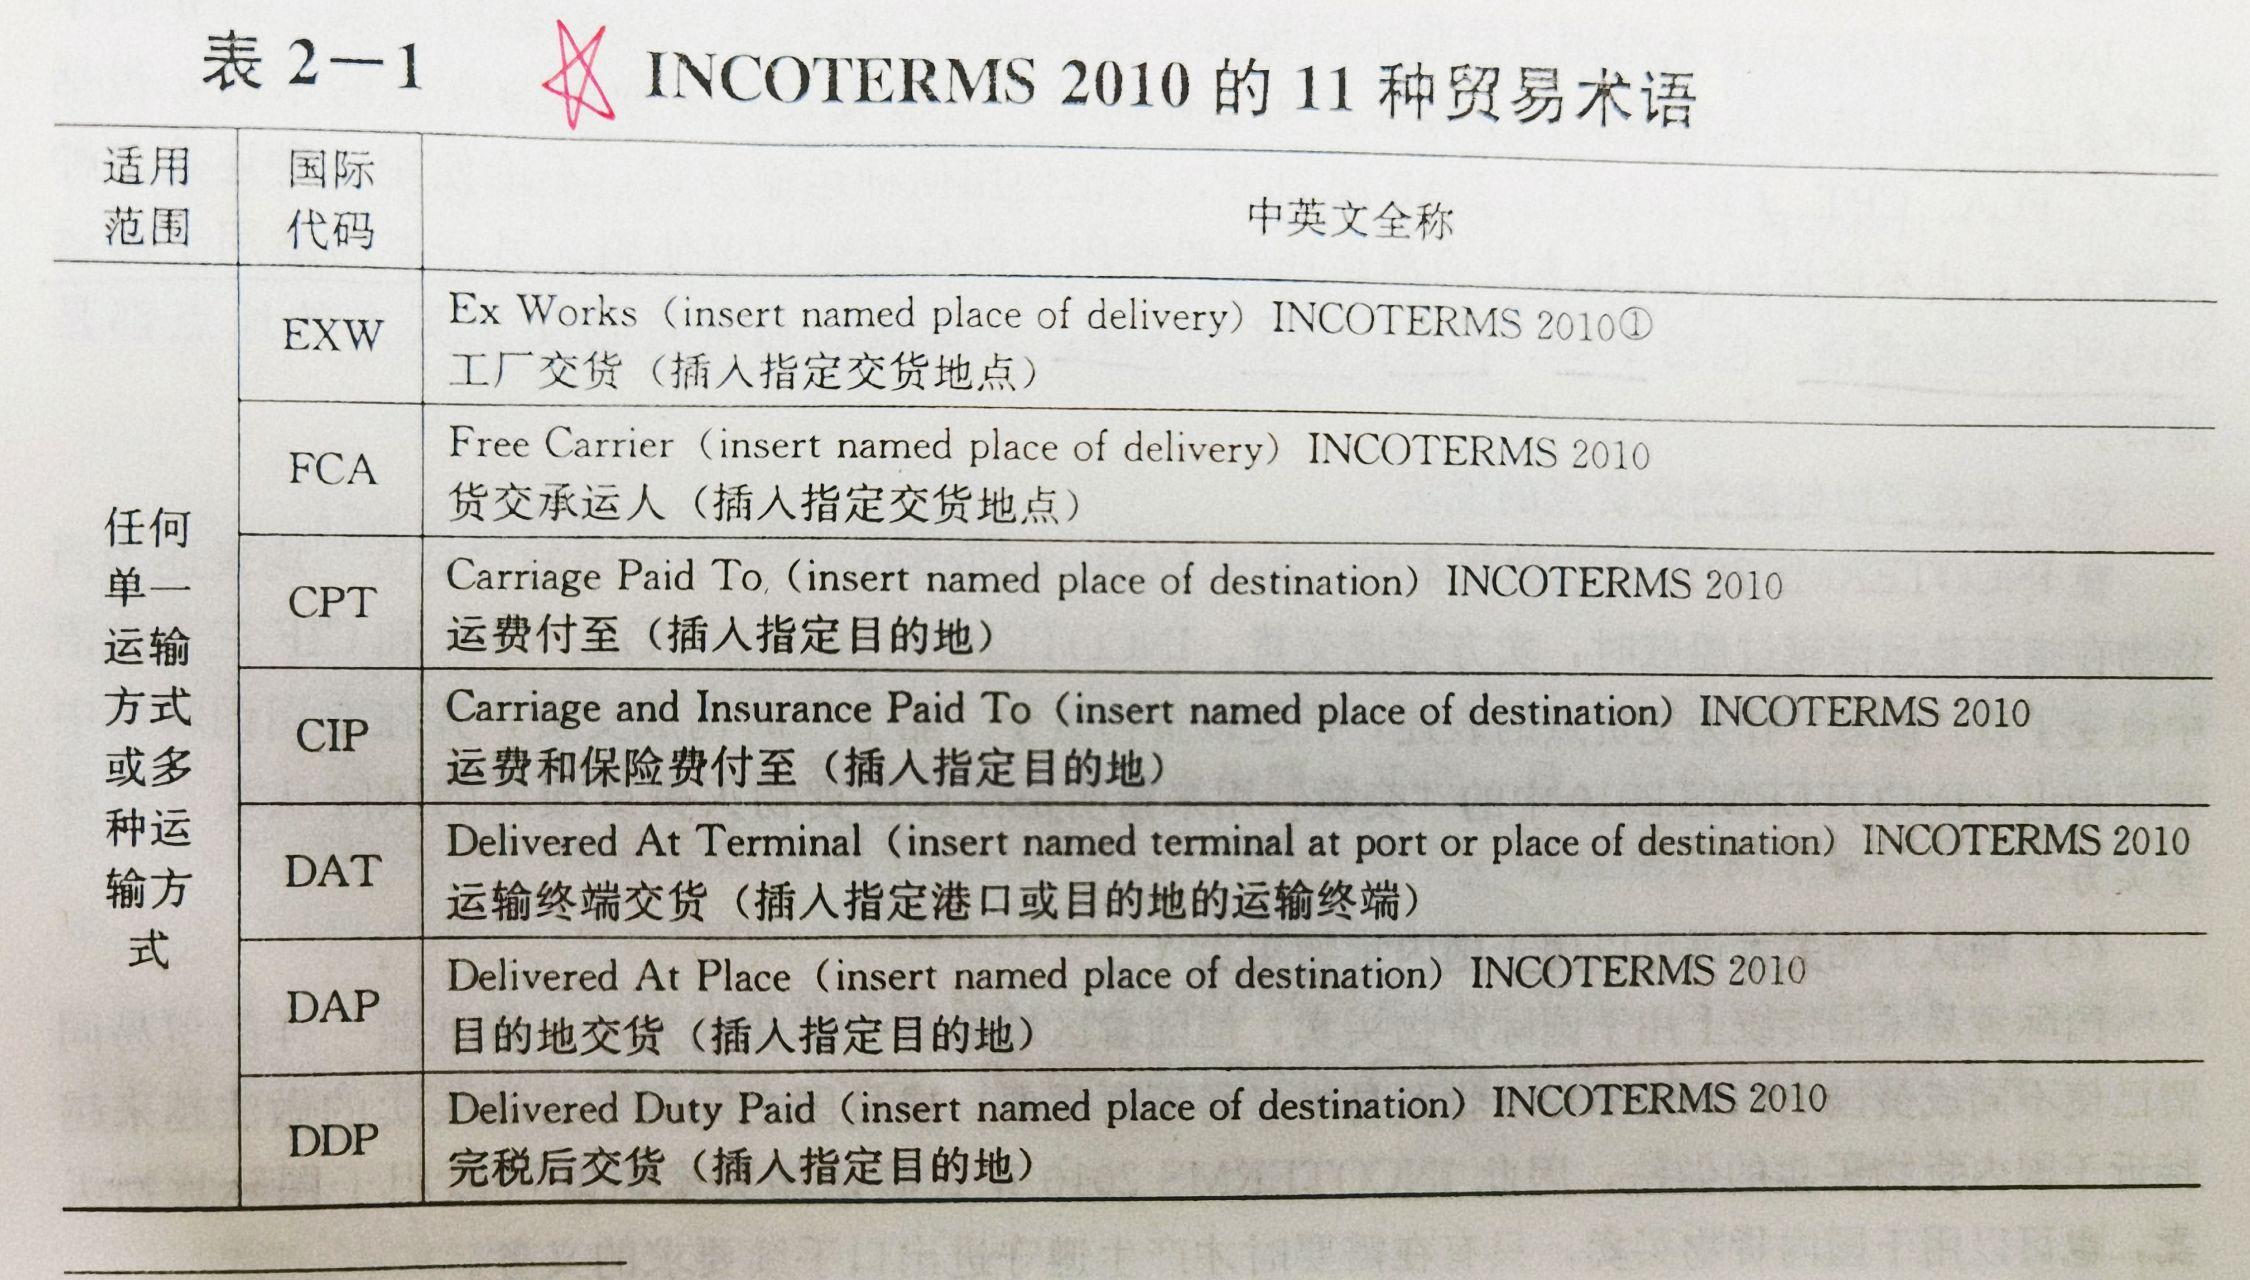 表 2—1 INCOTERMS 2010 的 11 种贸易术语
适用
范围
国际
代码
中英文全称
任何
单一
运输
方式
或多
种运
输方
式
EXW
Ex Works（insert named place of delivery）INCOTERMS 2010①
工厂交货（插入指定交货地点）
FCA
Free Carrier（insert named place of delivery）INCOTERMS 2010
货交承运人（插入指定交货地点）
CPT
Carriage Paid To（insert named place of destination）INCOTERMS 2010
运费付至（插入指定目的地）
CIP
Carriage and Insurance Paid To（insert named place of destination）INCOTERMS 2010
运费和保险费付至（插入指定目的地）
DAT
Delivered At Terminal（insert named terminal at port or place of destination）INCOTERMS 2010
运输终端交货（插入指定港口或目的地的运输终端）
DAP
Delivered At Place（insert named place of destination）INCOTERMS 2010
目的地交货（插入指定目的地）
DDP
Delivered Duty Paid（insert named place of destination）INCOTERMS 2010
完税后交货（插入指定目的地）